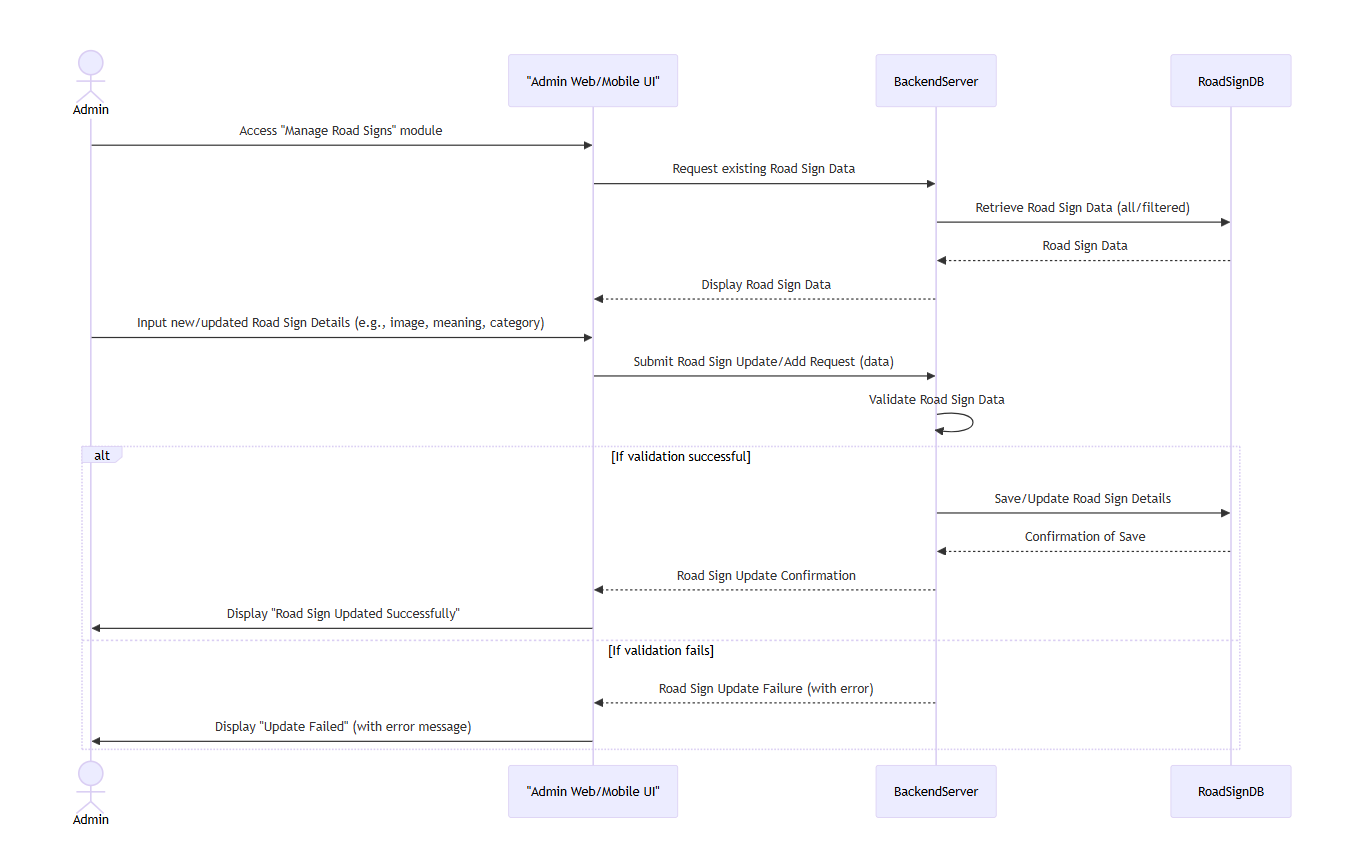 Admin
"Admin Web/Mobile UI"
BackendServer
RoadSignDB
Access "Manage Road Signs" module
Request existing Road Sign Data
Retrieve Road Sign Data (all/filtered)
Road Sign Data
Display Road Sign Data
Input new/updated Road Sign Details (e.g., image, meaning, category)
Submit Road Sign Update/Add Request (data)
Validate Road Sign Data
alt
[If validation successful]
Save/Update Road Sign Details
Confirmation of Save
Road Sign Update Confirmation
Display "Road Sign Updated Successfully"
[If validation fails]
Road Sign Update Failure (with error)
Display "Update Failed" (with error message)
Admin
"Admin Web/Mobile UI"
BackendServer
RoadSignDB